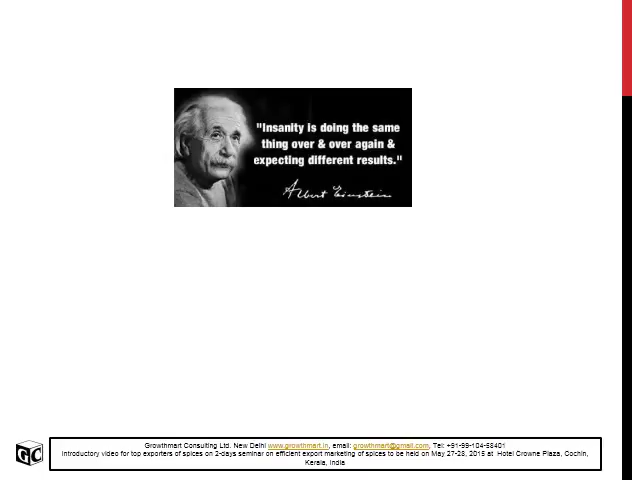 "Insanity is doing the same
thing over & over again &
expecting different results."
Albert Einstein
GC
Growthmart Consulting Ltd. New Delhi www.growthmart.in, email: growthmart@gmail.com, Tel: +91-99-104-58401
Introductory video for top exporters of spices on 2-days seminar on efficient export marketing of spices to be held on May 27-28, 2015 at Hotel Crowne Plaza, Cochin,
Kerala, India